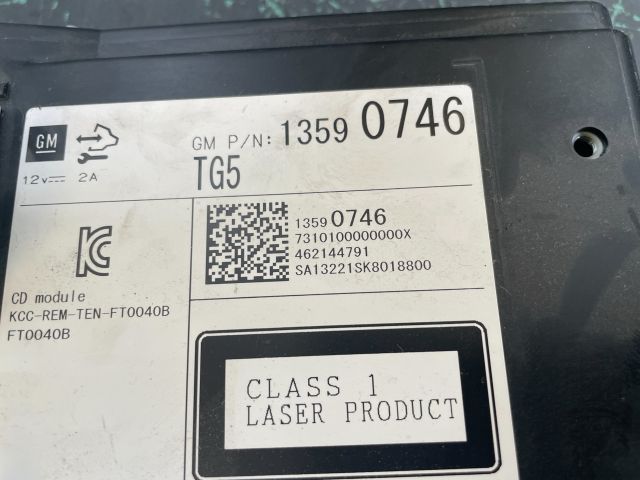 GM
GM P/N: 1359 0746
12v 2A
TG5
1359 0746
7310100000000X
462144791
SA13221SK8018800
CD module
KCC-REM-TEN-FT0040B
FT0040B
CLASS 1
LASER PRODUCT